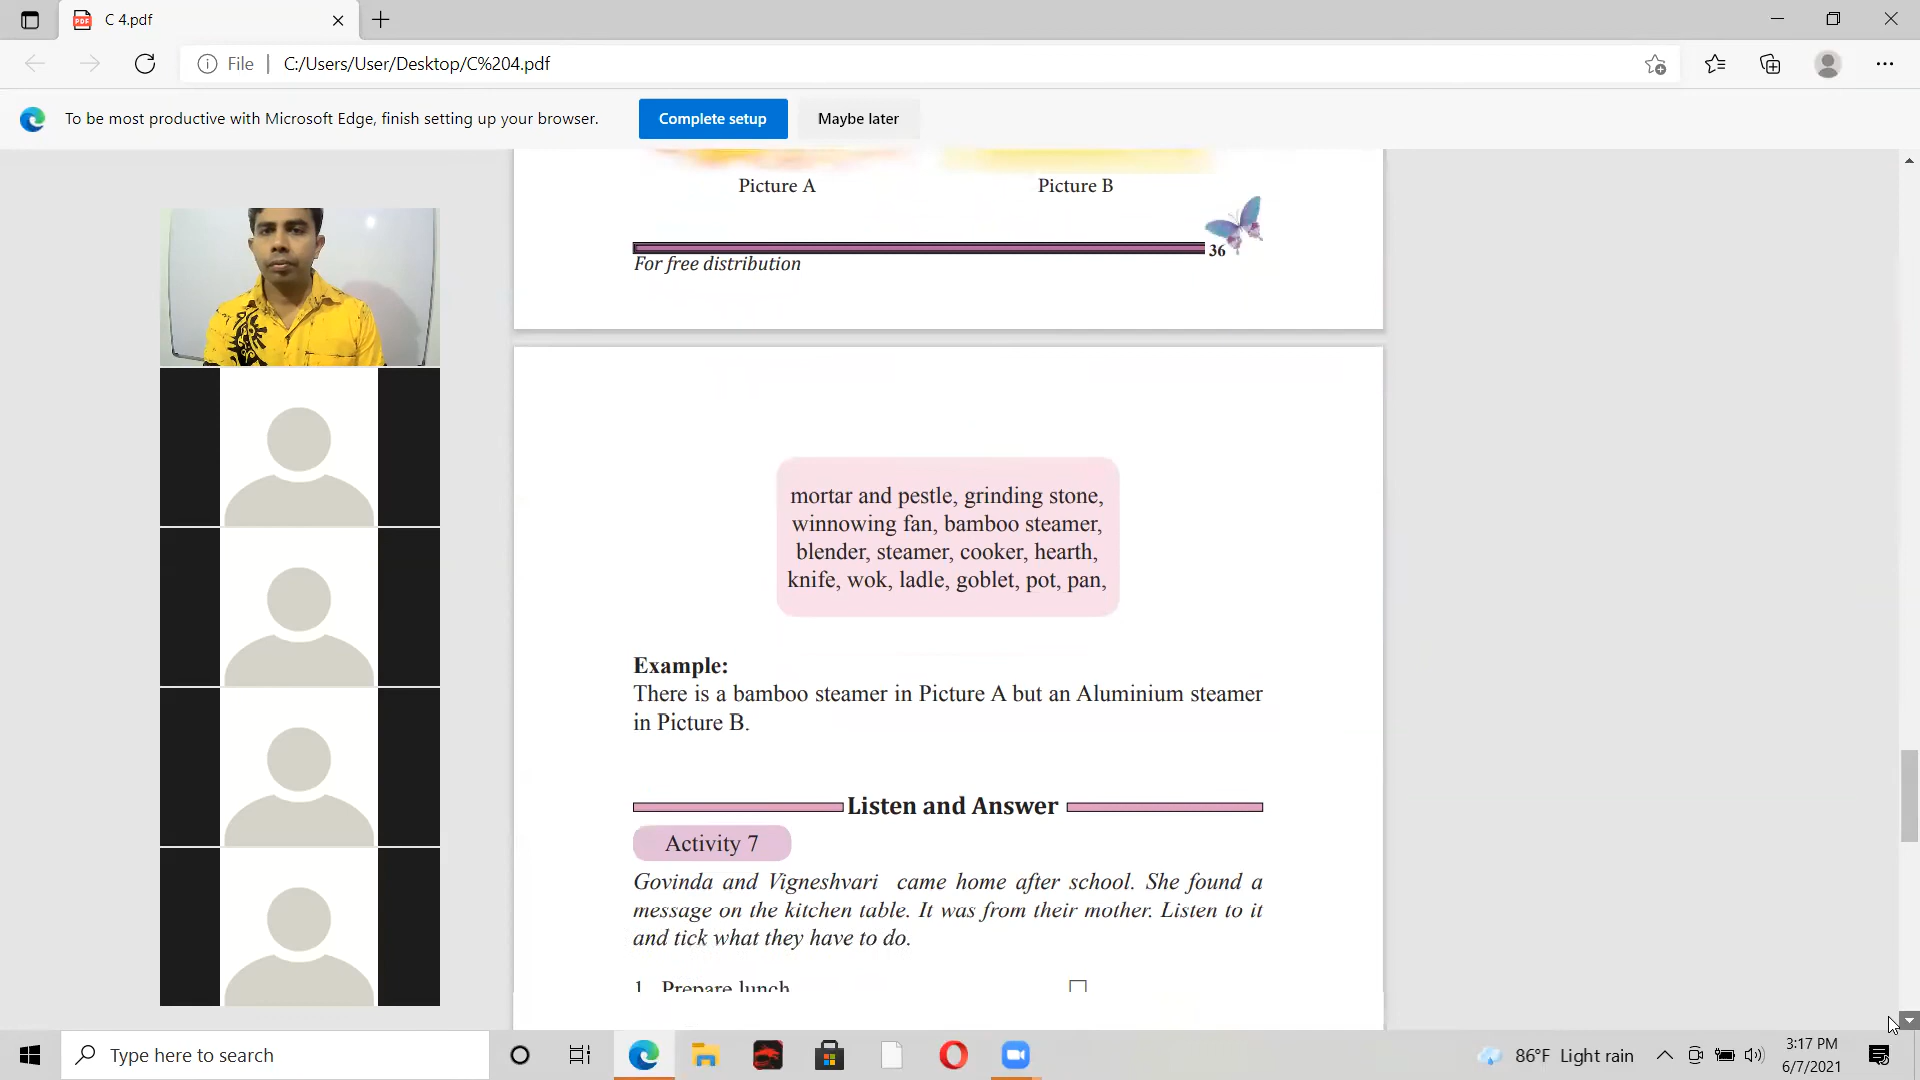 C 4.pdf
File
C:/Users/User/Desktop/C%204.pdf
To be most productive with Microsoft Edge, finish setting up your browser.
Complete setup
Maybe later
Picture A
Picture B
36
For free distribution
mortar and pestle, grinding stone,
winnowing fan, bamboo steamer,
blender, steamer, cooker, hearth,
knife, wok, ladle, goblet, pot, pan,
Example:
There is a bamboo steamer in Picture A but an Aluminium steamer
in Picture B.
Listen and Answer
Activity 7
Govinda and Vigneshvari came home after school. She found a
message on the kitchen table. It was from their mother. Listen to it
and tick what they have to do.
1. Prepare lunch
Type here to search
86°F Light rain
3:17 PM
6/7/2021